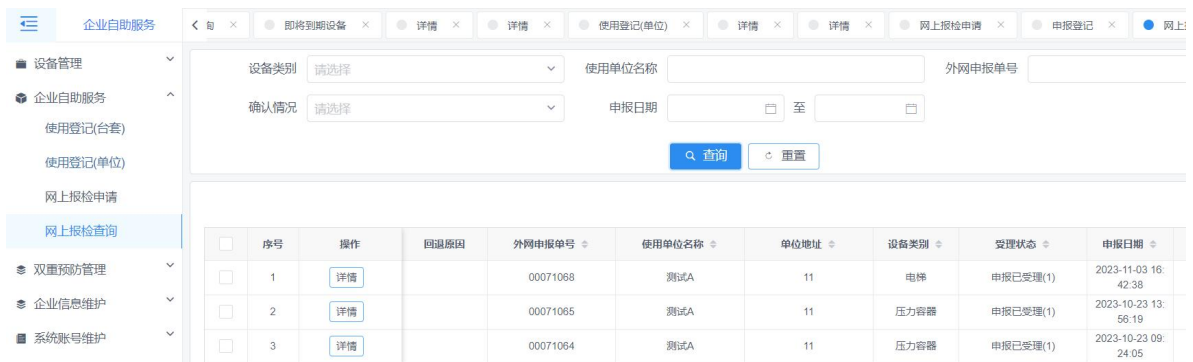 企业自助服务
即将到期设备 × 详情 × 详情 × 使用登记(单位) × 详情 × 详情 × 网上报检申请 × 申报登记 × 网上
设备管理
企业自助服务
使用登记(台套)
使用登记(单位)
网上报检申请
网上报检查询
双重预防管理
企业信息维护
系统账号维护
设备类别 请选择 使用单位名称 外网申报单号
确认情况 请选择 申报日期 至
查询 重置
序号 操作 回退原因 外网申报单号 使用单位名称 单位地址 设备类别 受理状态 申报日期
1 详情 00071068 测试A 11 电梯 申报已受理(1) 2023-11-03 16:42:38
2 详情 00071065 测试A 11 压力容器 申报已受理(1) 2023-10-23 13:56:19
3 详情 00071064 测试A 11 压力容器 申报已受理(1) 2023-10-23 09:24:05